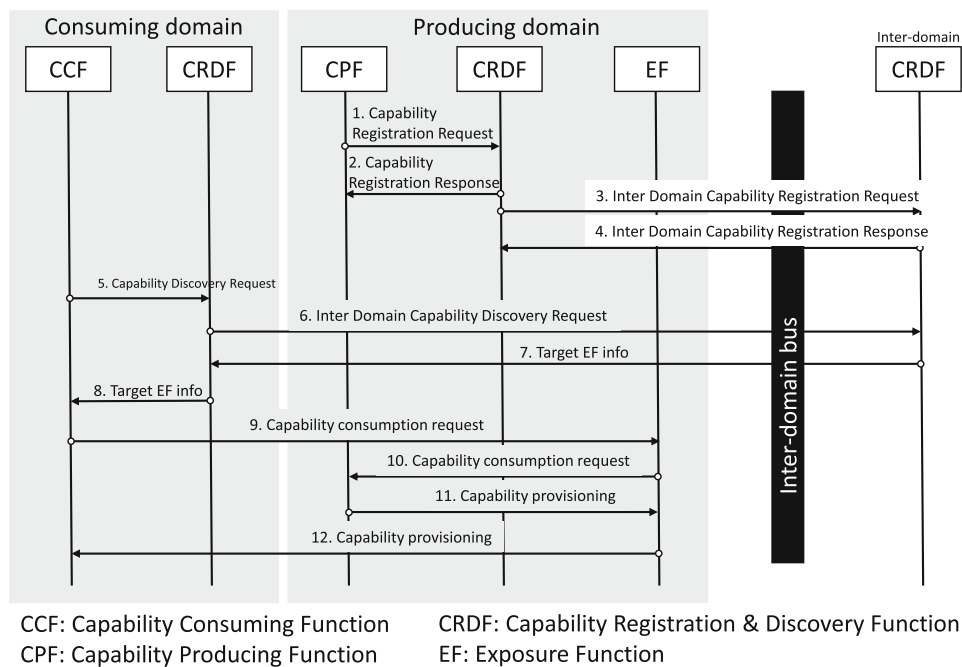 Consuming domain
Producing domain
Inter-domain
CCF
CRDF
CPF
CRDF
EF
CRDF
1. Capability
Registration Request
2. Capability
Registration Response
3. Inter Domain Capability Registration Request
4. Inter Domain Capability Registration Response
5. Capability Discovery Request
6. Inter Domain Capability Discovery Request
7. Target EF info
8. Target EF info
9. Capability consumption request
10. Capability consumption request
11. Capability provisioning
12. Capability provisioning
Inter-domain bus
CCF: Capability Consuming Function
CRDF: Capability Registration & Discovery Function
CPF: Capability Producing Function
EF: Exposure Function